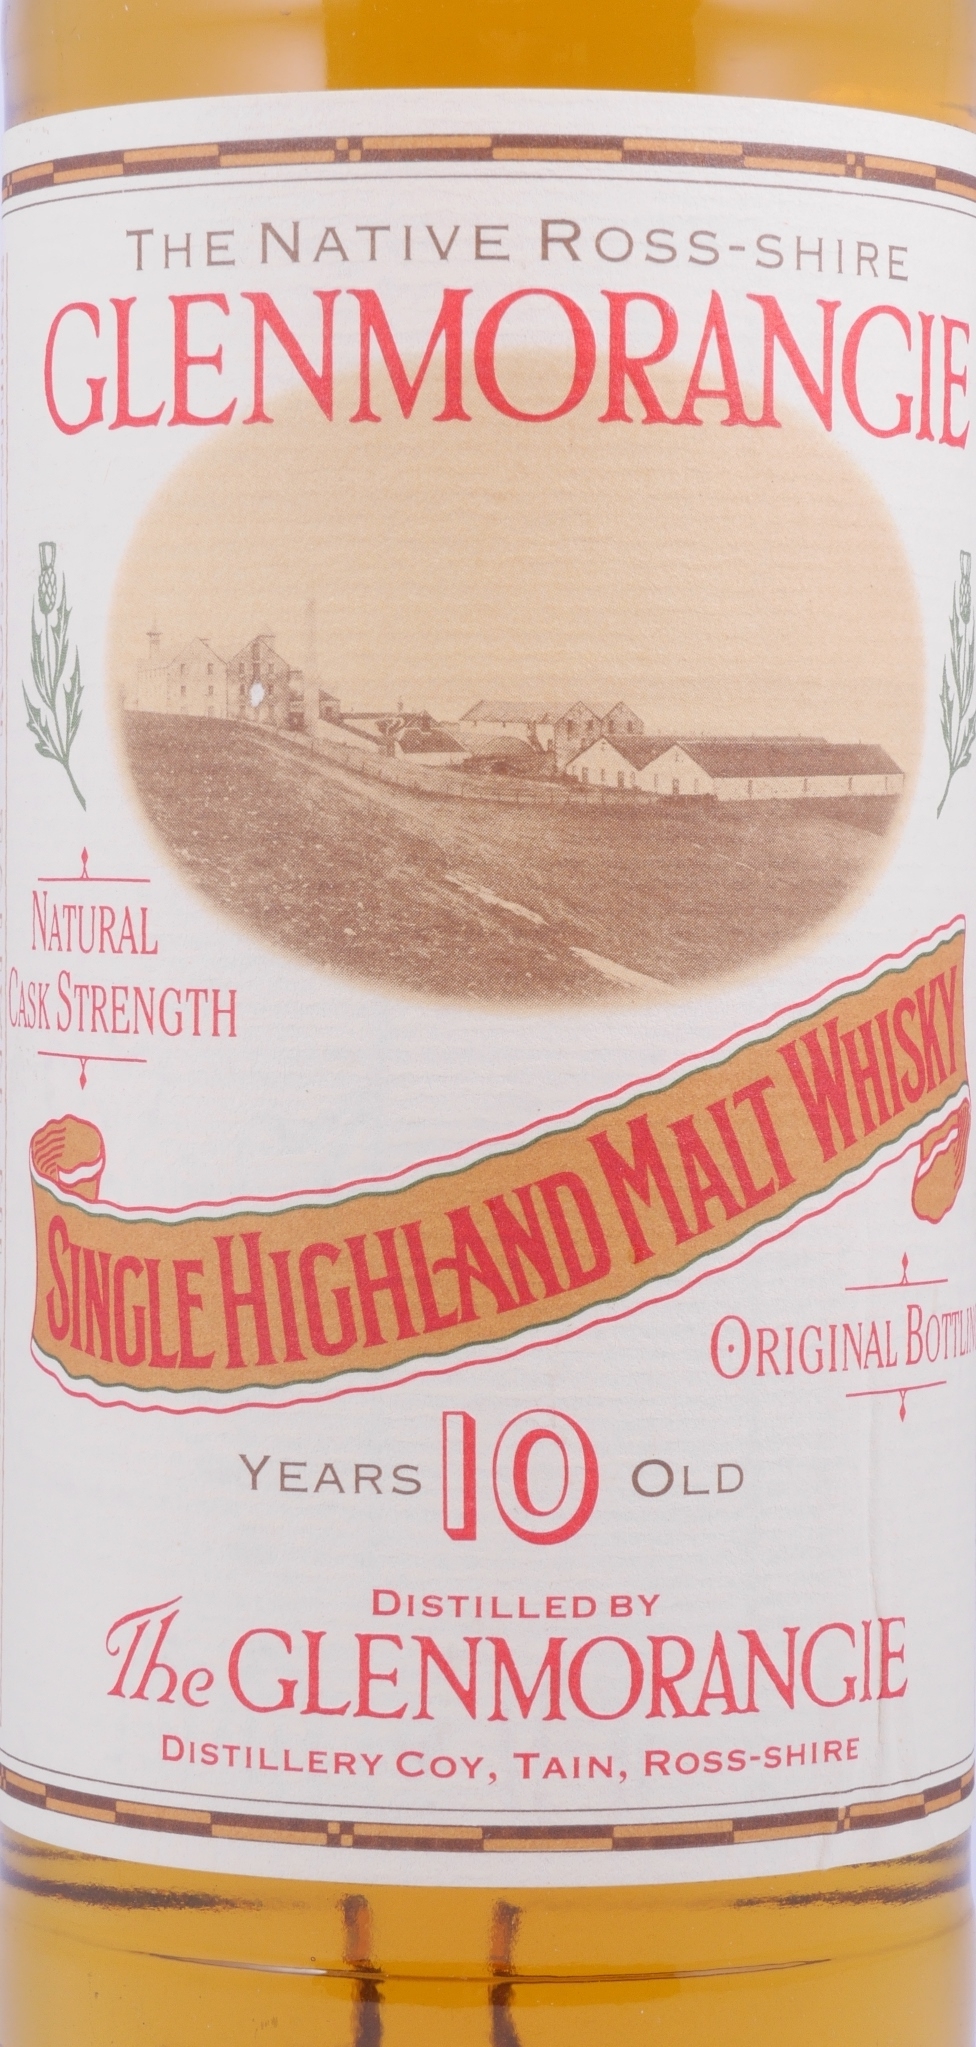 THE NATIVE ROSS-SHIRE
GLENMORANGIE
NATURAL
CASK STRENGTH
SINGLE HIGHLAND MALT WHISKY
ORIGINAL
YEARS 10 OLD
DISTILLED BY
The GLENMORANGIE
DISTILLERY COY, TAIN, ROSS-SHIRE